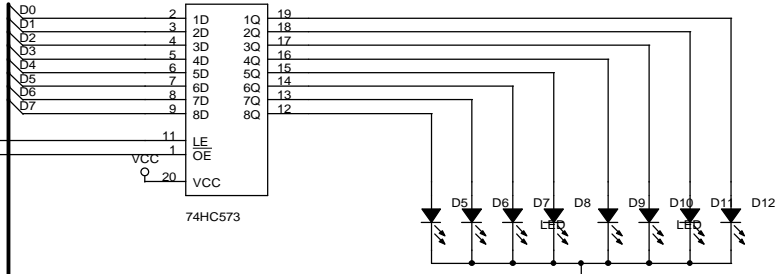 D0 2 1D 1Q 19
D1 3 2D 2Q 18
D2 4 3D 3Q 17
D3 5 4D 4Q 16
D4 6 5D 5Q 15
D5 7 6D 6Q 14
D6 8 7D 7Q 13
D7 9 8D 8Q 12
11 LE
1 OE
VCC
20 VCC
74HC573
D5 D6 D7 D8 D9 D10 D11 D12
LED LED